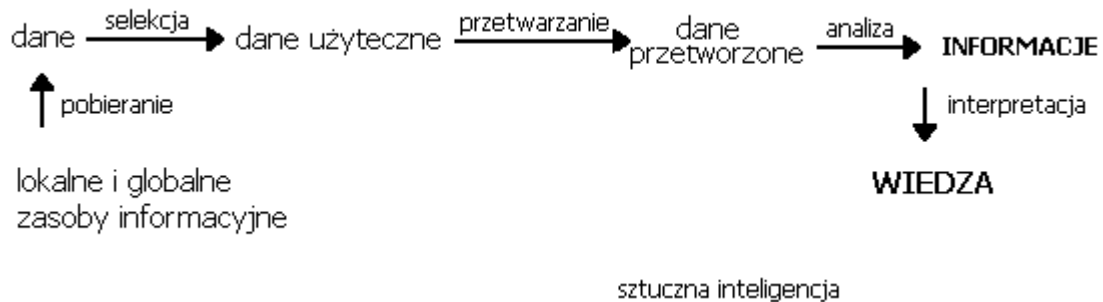 selekcja
przetwarzanie
analiza
dane
dane użyteczne
dane
przetworzone
INFORMACJE
pobieranie
interpretacja
lokalne i globalne
zasoby informacyjne
WIEDZA
sztuczna inteligencja